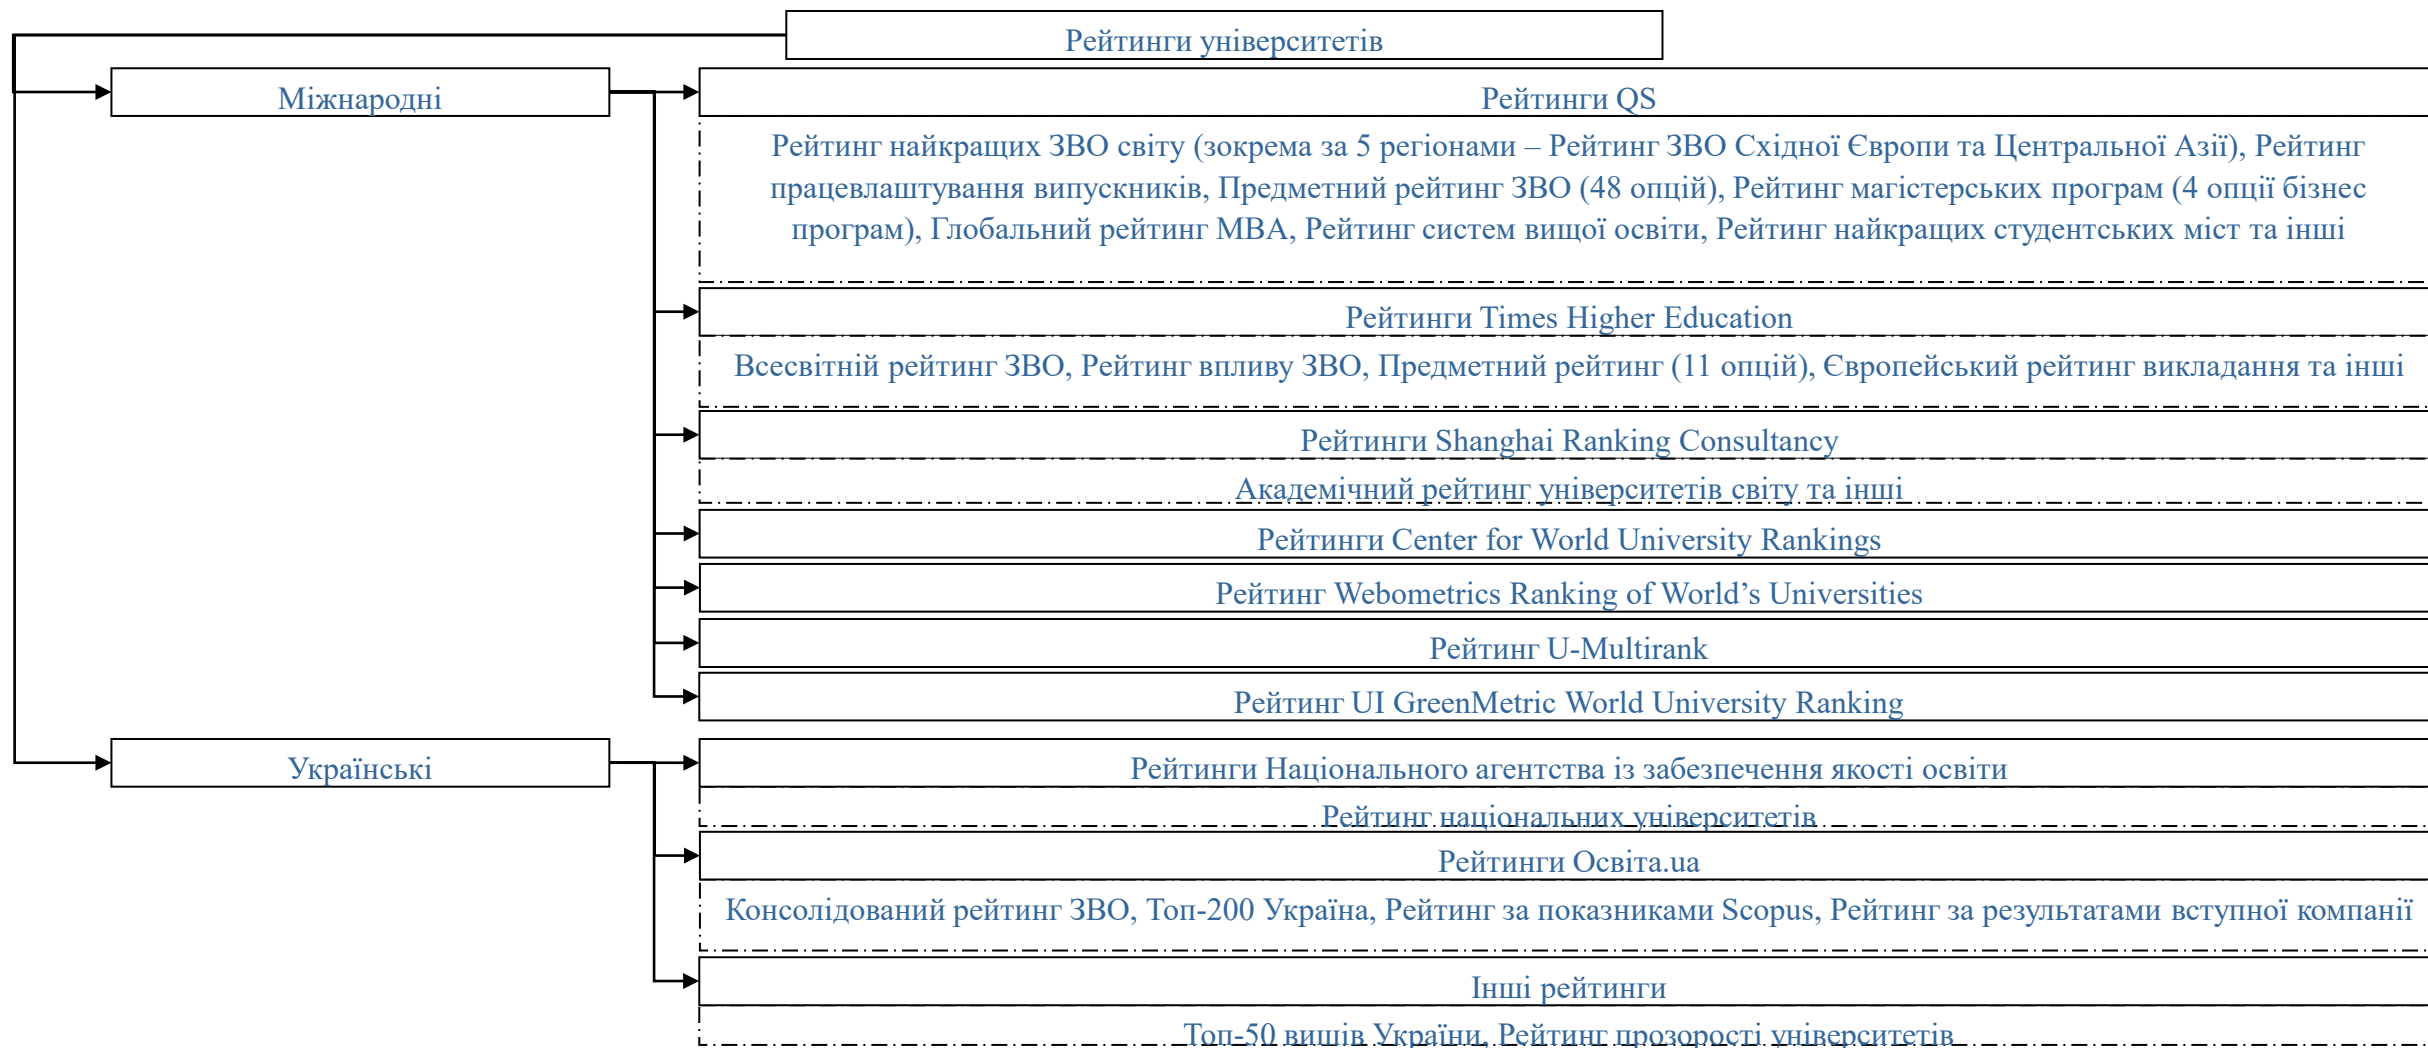 Рейтинги університетів
Міжнародні
Рейтинги QS
Рейтинг найкращих ЗВО світу (зокрема за 5 регіонами – Рейтинг ЗВО Східної Європи та Центральної Азії), Рейтинг
працевлаштування випускників, Предметний рейтинг ЗВО (48 опцій), Рейтинг магістерських програм (4 опції бізнес
програм), Глобальний рейтинг MBA, Рейтинг систем вищої освіти, Рейтинг найкращих студентських міст та інші
Рейтинги Times Higher Education
Всесвітній рейтинг ЗВО, Рейтинг впливу ЗВО, Предметний рейтинг (11 опцій), Європейський рейтинг викладання та інші
Рейтинги Shanghai Ranking Consultancy
Академічний рейтинг університетів світу та інші
Рейтинги Center for World University Rankings
Рейтинг Webometrics Ranking of World’s Universities
Рейтинг U-Multirank
Рейтинг UI GreenMetric World University Ranking
Українські
Рейтинги Національного агентства із забезпечення якості освіти
Рейтинг національних університетів
Рейтинги Освіта.ua
Консолідований рейтинг ЗВО, Топ-200 Україна, Рейтинг за показниками Scopus, Рейтинг за результатами вступної компанії
Інші рейтинги
Топ-50 вишів України, Рейтинг прозорості університетів